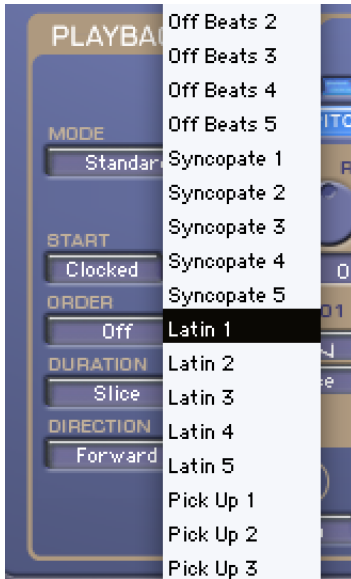 PLAYBA
MODE
Standar
START
Clocked
ORDER
Off
DURATION
Slice
DIRECTION
Forward
Off Beats 2
Off Beats 3
Off Beats 4
Off Beats 5
Syncopate 1
Syncopate 2
Syncopate 3
Syncopate 4
Syncopate 5
Latin 1
Latin 2
Latin 3
Latin 4
Latin 5
Pick Up 1
Pick Up 2
Pick Up 3